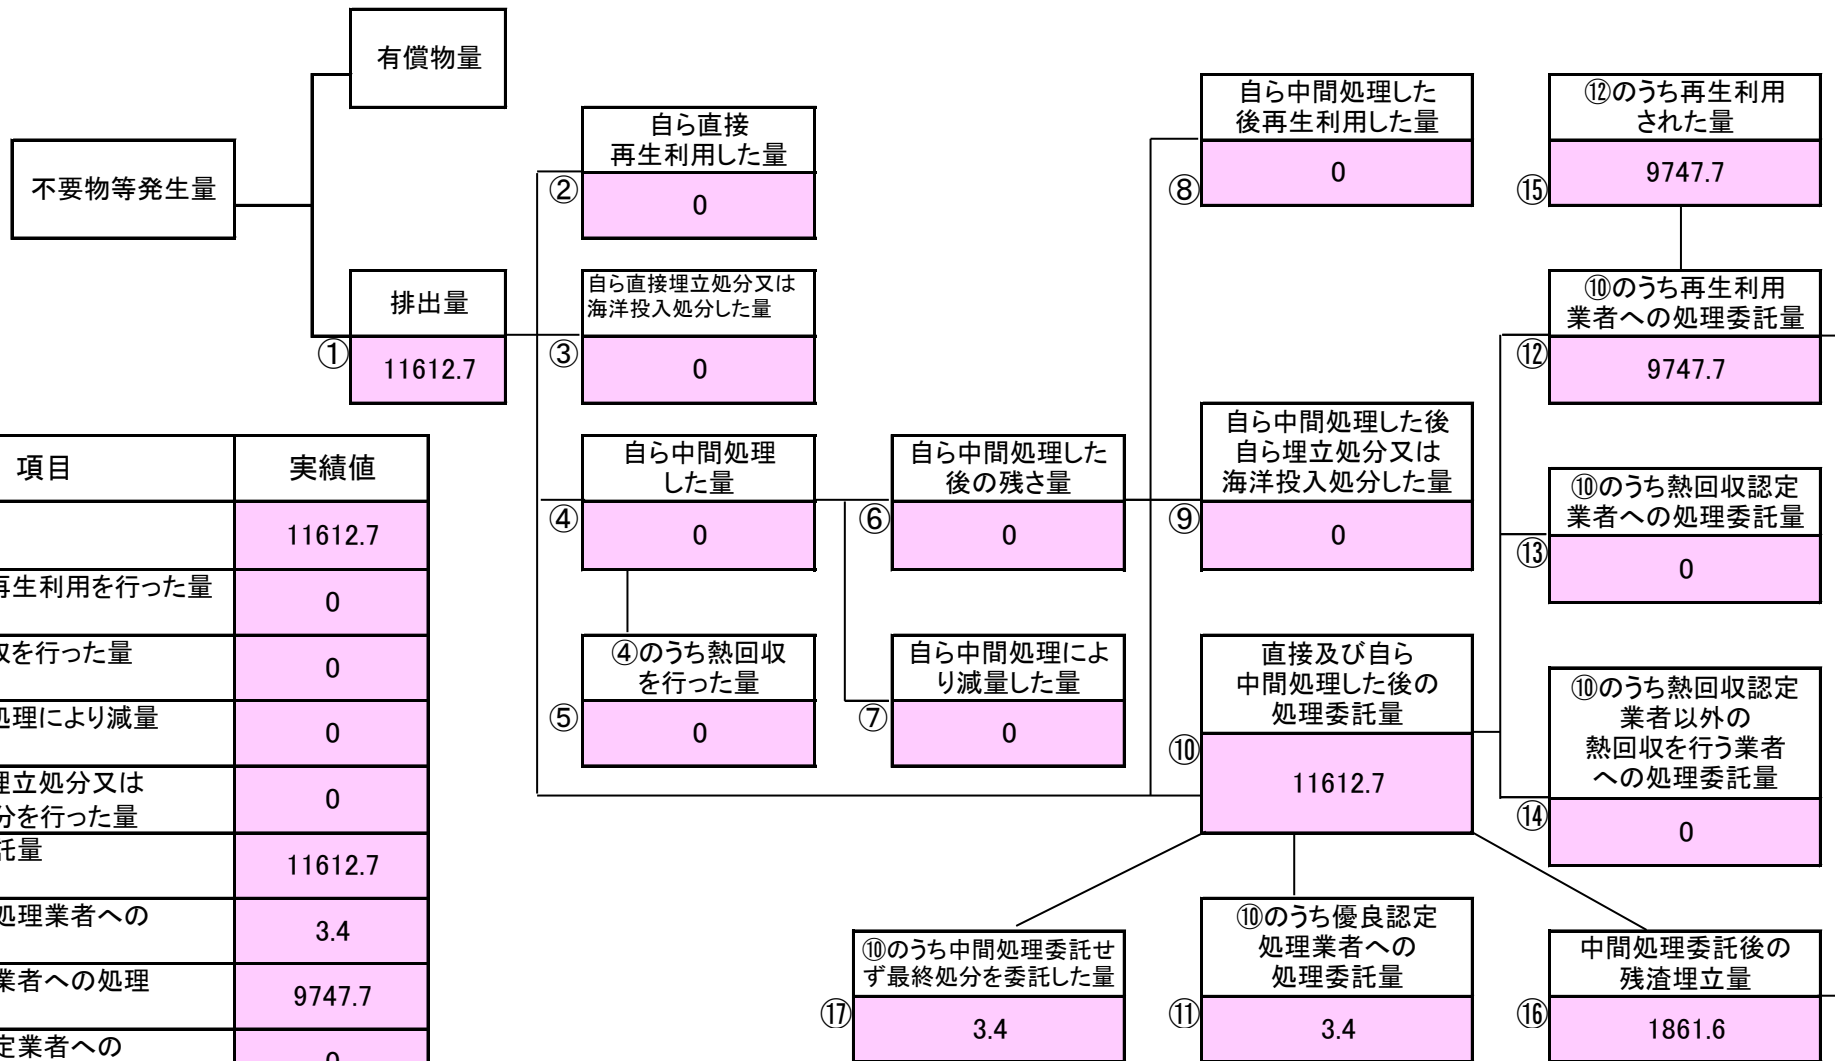 有償物量
不要物等発生量
排出量
①
11612.7
自ら直接
再生利用した量
②
0
自ら直接埋立処分又は
海洋投入処分した量
③
0
自ら中間処理
した量
④
0
④のうち熱回収
を行った量
⑤
0
自ら中間処理した
後の残さ量
⑥
0
自ら中間処理によ
り減量した量
⑦
0
自ら中間処理した
後再生利用した量
⑧
0
自ら中間処理した後
自ら埋立処分又は
海洋投入処分した量
⑨
0
直接及び自ら
中間処理した後の
処理委託量
⑩
11612.7
⑫のうち再生利用
された量
⑮
9747.7
⑩のうち再生利用
業者への処理委託量
⑫
9747.7
⑩のうち熱回収認定
業者への処理委託量
⑬
0
⑩のうち熱回収認定
業者以外の
熱回収を行う業者
への処理委託量
⑭
0
⑩のうち中間処理委託せ
ず最終処分を委託した量
⑰
3.4
⑩のうち優良認定
処理業者への
処理委託量
⑪
3.4
中間処理委託後の
残渣埋立量
⑯
1861.6
項目 実績値
11612.7
再生利用を行った量 0
を行った量 0
処理により減量 0
埋立処分又は
分を行った量 0
託量 11612.7
処理業者への 3.4
業者への処理 9747.7
定業者への 0